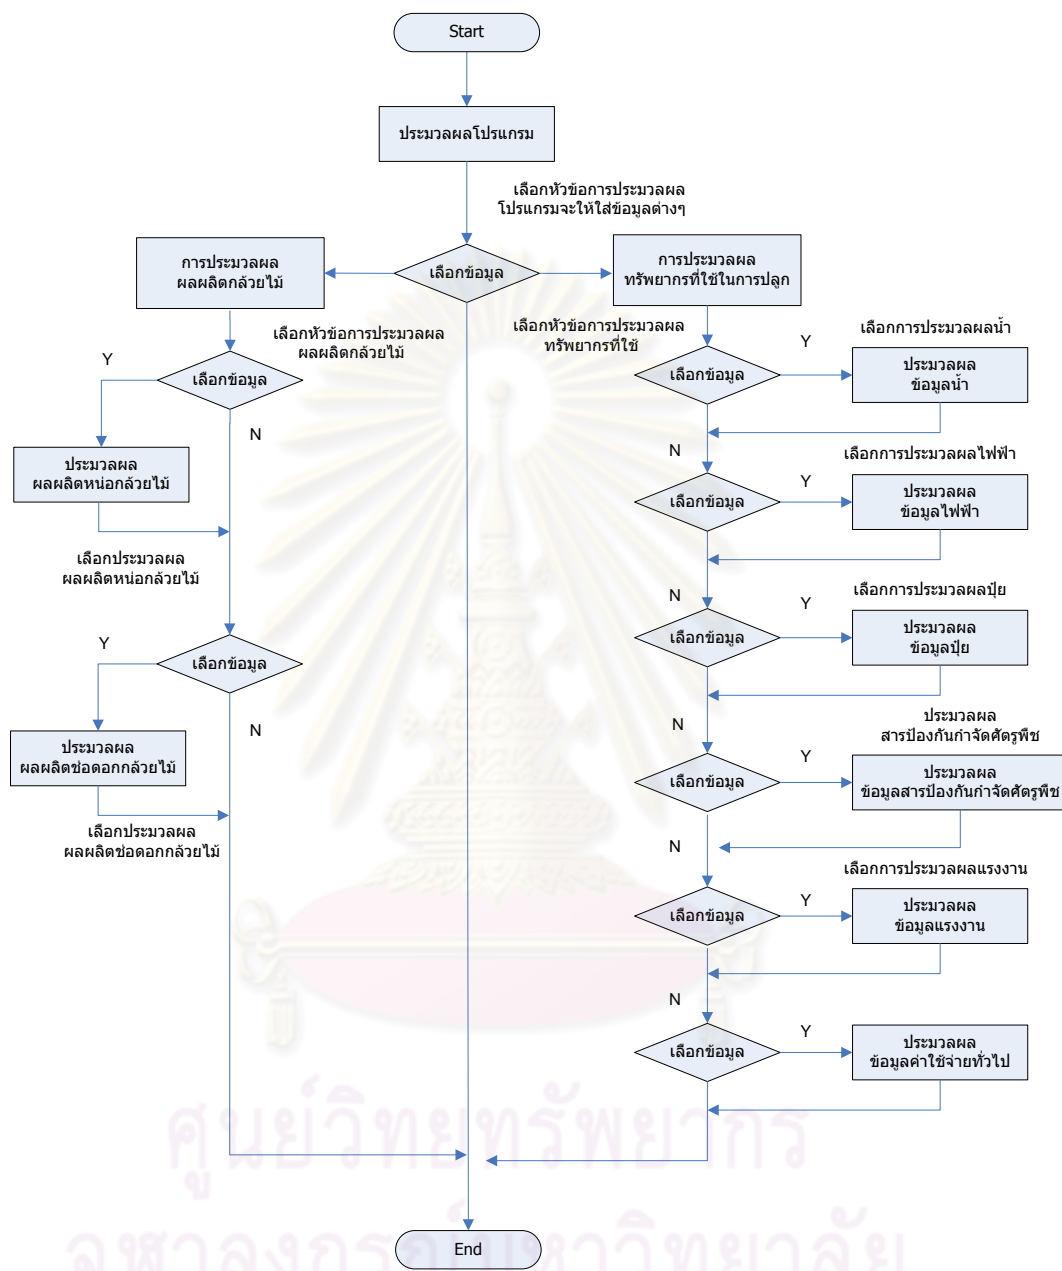 Start
ประมวลผลโปรแกรม
เลือกหัวข้อการประมวลผล
โปรแกรมจะให้ใส่ข้อมูลต่างๆ
การประมวลผล
ผลผลิตกล้วยไม้
เลือกข้อมูล
การประมวลผล
ทรัพยากรที่ใช้ในการปลูก
เลือกหัวข้อการประมวลผล
ผลผลิตกล้วยไม้
เลือกหัวข้อการประมวลผล
ทรัพยากรที่ใช้
Y
เลือกการประมวลผลน้ำ
Y
เลือกข้อมูล
เลือกข้อมูล
ประมวลผล
ข้อมูลน้ำ
N
N
เลือกการประมวลผลไฟฟ้า
ประมวลผล
ผลผลิตหน่อกล้วยไม้
เลือกข้อมูล
Y
ประมวลผล
ข้อมูลไฟฟ้า
เลือกประมวลผล
ผลผลิตหน่อกล้วยไม้
N
Y
เลือกการประมวลผลปุ๋ย
Y
เลือกข้อมูล
เลือกข้อมูล
ประมวลผล
ข้อมูลปุ๋ย
N
N
ประมวลผล
สารป้องกันกำจัดศัตรูพืช
ประมวลผล
ผลผลิตช่อดอกกล้วยไม้
เลือกข้อมูล
Y
ประมวลผล
ข้อมูลสารป้องกันกำจัดศัตรูพืช
เลือกประมวลผล
ผลผลิตช่อดอกกล้วยไม้
N
เลือกการประมวลผลแรงงาน
เลือกข้อมูล
Y
ประมวลผล
ข้อมูลแรงงาน
N
Y
เลือกข้อมูล
ประมวลผล
ข้อมูลค่าใช้จ่ายทั่วไป
ศูนย์วิทยทรัพยากร
จุฬาลงกรณ์มหาวิทยาลัย
End